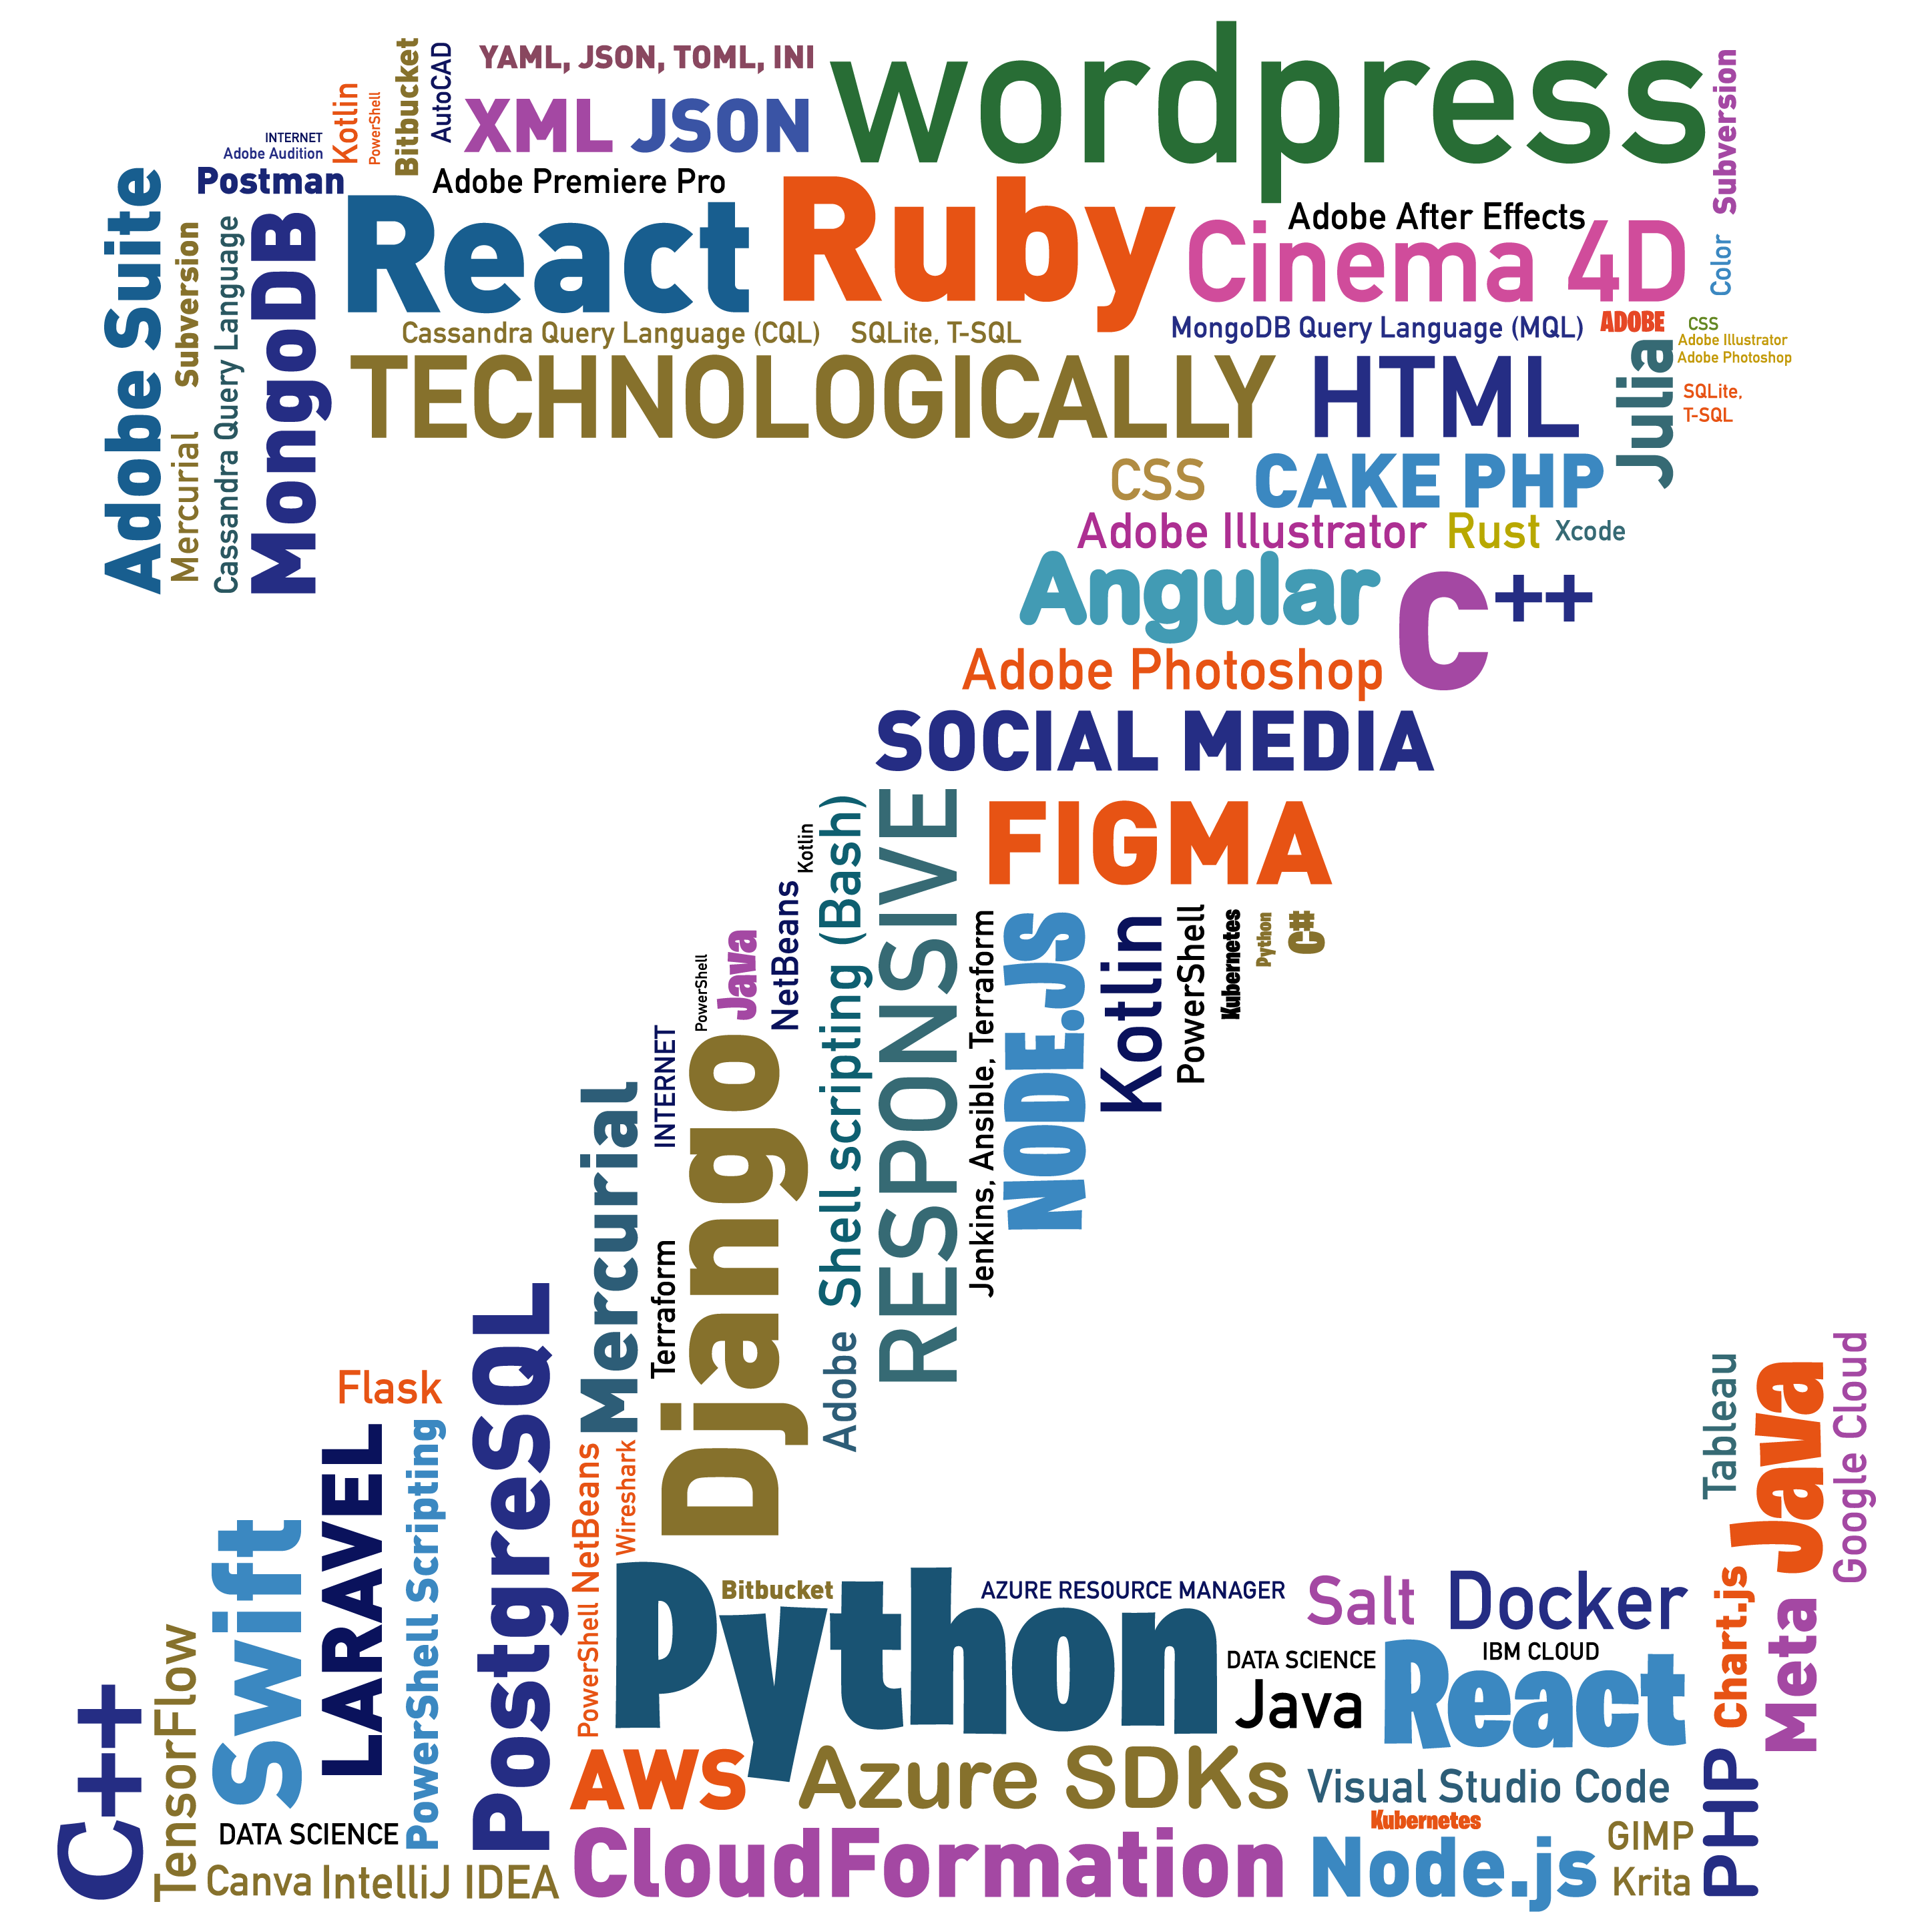 YAML, JSON, TOML, INI
wordpress
Subversion
AutoCAD
Bitbucket
Kotlin
PowerShell
XML JSON
INTERNET
Adobe Audition
Postman
Adobe Premiere Pro
Adobe Suite
Subversion
Mercurial
Cassandra Query Language
MongoDB
React
Ruby
Adobe After Effects
Cinema 4D
Color
Cassandra Query Language (CQL)
SQLite, T-SQL
MongoDB Query Language (MQL)
ADOBE
CSS
Adobe Illustrator
Adobe Photoshop
SQLite,
T-SQL
Julia
TECHNOLOGICALLY
HTML
CSS
CAKE PHP
Adobe Illustrator
Rust
Xcode
Angular
C++
Adobe Photoshop
SOCIAL MEDIA
FIGMA
RESPONSIVE
Shell scripting (Bash)
Kotlin
NetBeans
Java
PowerShell
Jenkins, Ansible, Terraform
NODE.JS
Kotlin
PowerShell
Kubernetes
Python
C#
INTERNET
Django
Mercurial
Terraform
Adobe
PostgreSQL
Flask
LARAVEL
PowerShell Scripting
Swift
TensorFlow
C++
NetBeans
PowerShell
Wireshark
Tableau
Java
Google Cloud
Python
Bitbucket
AZURE RESOURCE MANAGER
Salt
Docker
Chart.js
Meta
DATA SCIENCE
IBM CLOUD
Java
React
AWS
Azure SDKs
Visual Studio Code
PHP
DATA SCIENCE
Kubernetes
Canva
IntelliJ IDEA
CloudFormation
Node.js
GIMP
Krita